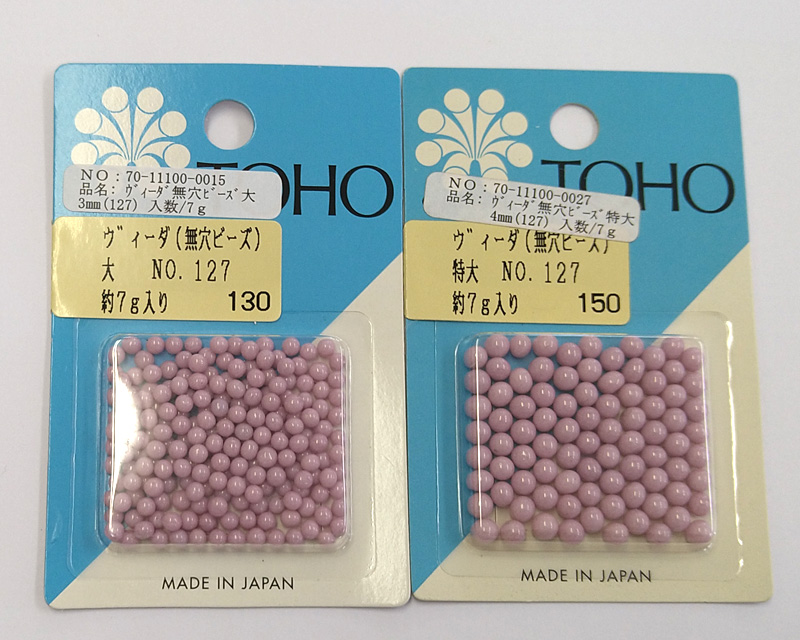 TOHO
NO：70-11100-0015
品名：ヴィーダ無穴ビーズ大
3mm(127) 入数/7g
ヴィーダ(無穴ビーズ)
大 NO.127
約7g入り 130
MADE IN JAPAN
TOHO
NO：70-11100-0027
品名：ヴィーダ無穴ビーズ特大
4mm(127) 入数/7g
ヴィーダ(無穴ビーズ)
特大 NO.127
約7g入り 150
MADE IN JAPAN